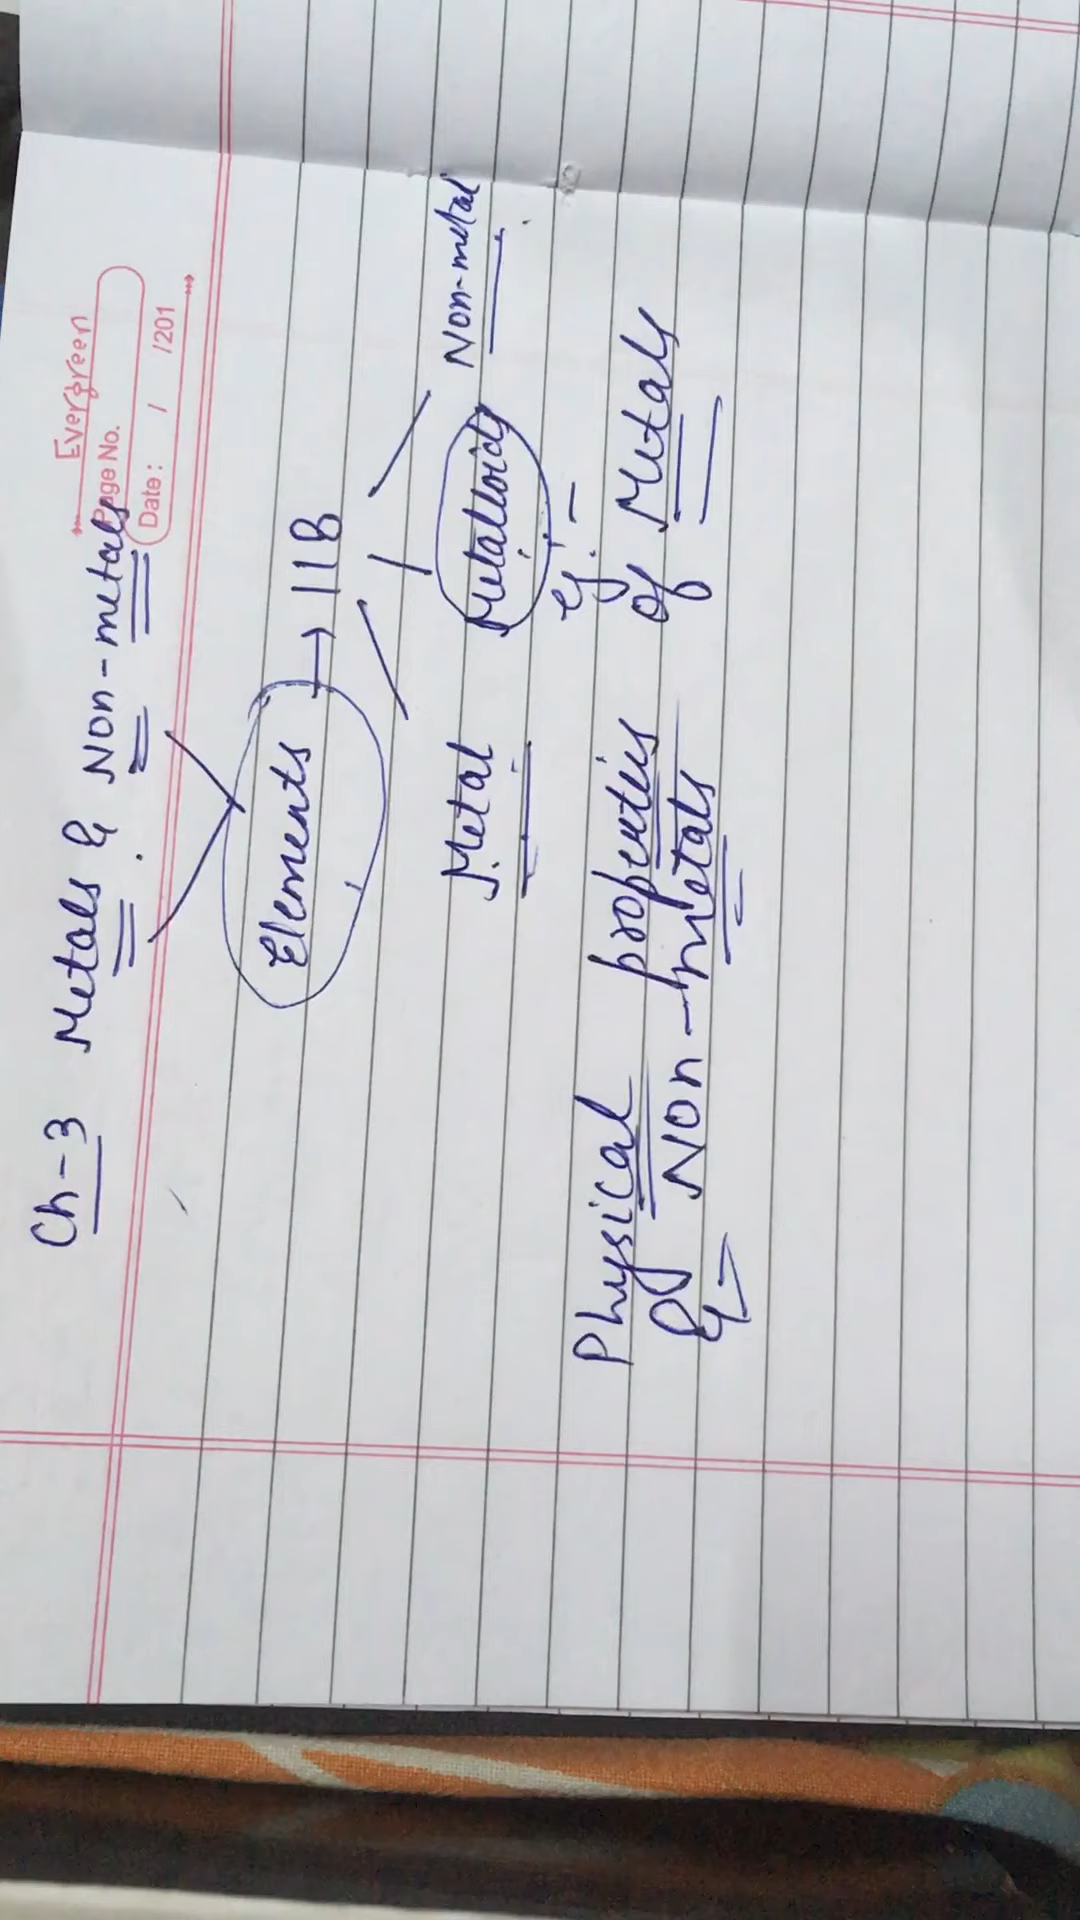 Evergreen
Page No.
Date: / /201
Ch-3 Metals & Non-metals
Elements → 118
Metal Metalloids Non-metal
eg:-
Physical properties of Metals
& Non-metals